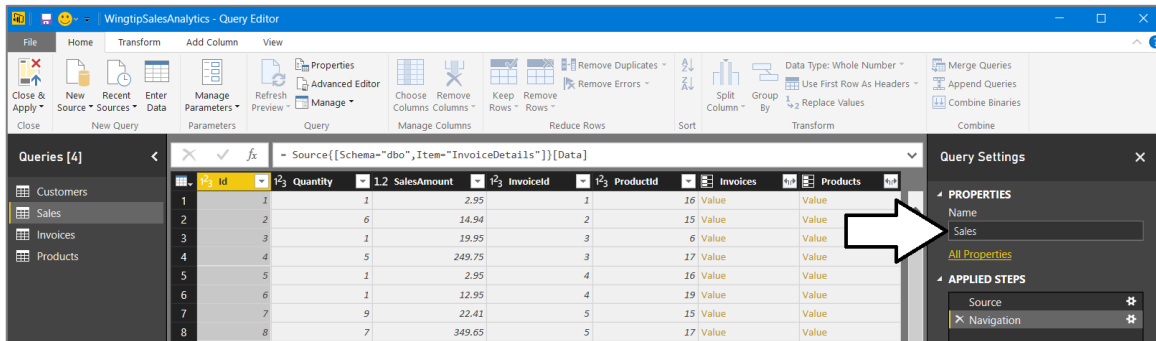 WingtipSalesAnalytics - Query Editor
File Home Transform Add Column View
Close & Apply
New Source
Recent Sources
Enter Data
Manage Parameters
Refresh Preview
Properties
Advanced Editor
Manage
Choose Columns
Remove Columns
Keep Rows
Remove Rows
Remove Duplicates
Remove Errors
Split Column
Group By
Data Type: Whole Number
Use First Row As Headers
Replace Values
Merge Queries
Append Queries
Combine Binaries
Close New Query Parameters Query Manage Columns Reduce Rows Sort Transform Combine
Queries [4]
Customers
Sales
Invoices
Products
fx = Source{[Schema="dbo",Item="InvoiceDetails"]}[Data]
1²3 Id 1²3 Quantity 1.2 SalesAmount 1²3 InvoiceId 1²3 ProductId Invoices Products
1 1 1 2.95 1 16 Value Value
2 2 6 14.94 2 15 Value Value
3 3 1 19.95 3 6 Value Value
4 4 5 249.75 3 17 Value Value
5 5 1 2.95 4 16 Value Value
6 6 1 12.95 4 19 Value Value
7 7 9 22.41 5 15 Value Value
8 8 7 349.65 5 17 Value Value
Query Settings
PROPERTIES
Name
Sales
All Properties
APPLIED STEPS
Source
Navigation